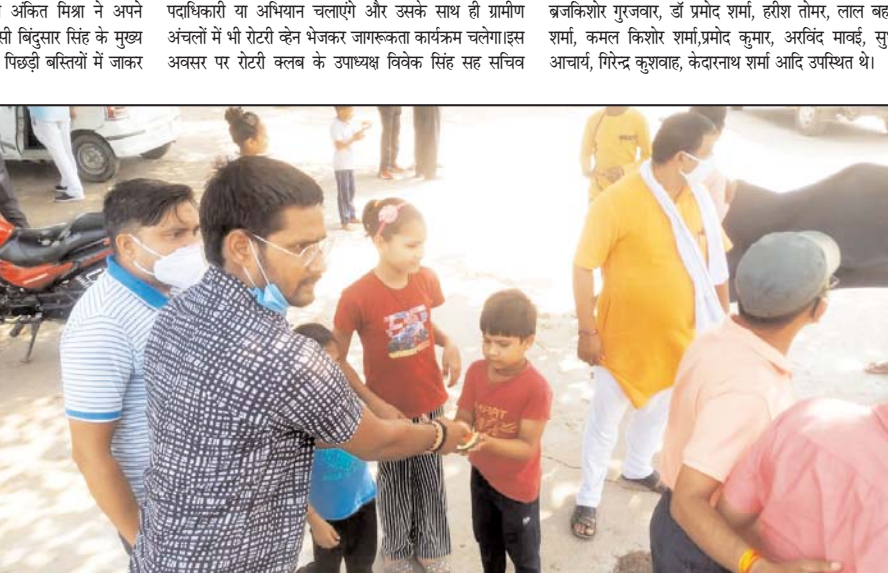 अंकित मिश्रा ने अपने
सी बिंदुसार सिंह के मुख्य
पिछड़ी बस्तियों में जाकर
पदाधिकारी या अभियान चलाएंगे और उसके साथ ही ग्रामीण
अंचलों में भी रोटरी व्हेन भेजकर जागरूकता कार्यक्रम चलेगा।इस
अवसर पर रोटरी क्लब के उपाध्यक्ष विवेक सिंह सह सचिव
ब्रजकिशोर गुरजवार, डॉ प्रमोद शर्मा, हरीश तोमर, लाल बह
शर्मा, कमल किशोर शर्मा,प्रमोद कुमार, अरविंद मावई, सु
आचार्य, गिरेन्द्र कुशवाह, केदारनाथ शर्मा आदि उपस्थित थे।